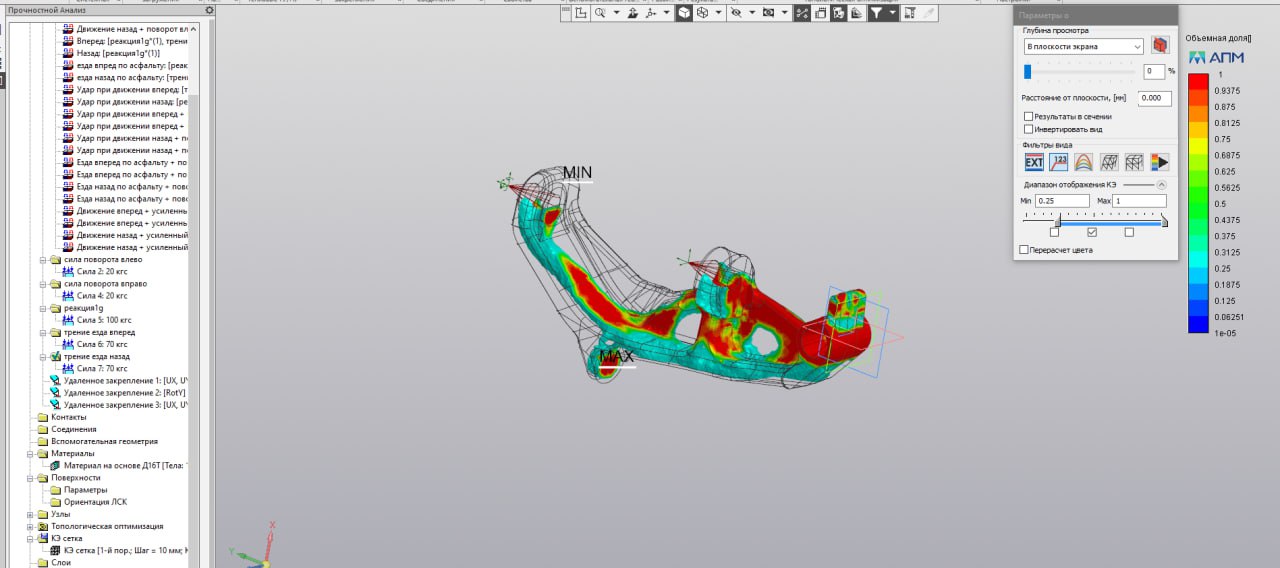 Прочностной Анализ
Движение назад + поворот вл
Вперед: [реакция1g*(1), трени
Назад: [реакция1g*(1)]
езда впред по асфальту: [реак
езда назад по асфальту: [трен
Удар при движении вперед: [т
Удар при движении назад: [ре
Удар при движении вперед +
Удар при движении вперед +
Удар при движении назад + п
Удар при движении назад + по
Езда вперед по асфальту + по
Езда вперед по асфальту + по
Езда назад по асфальту + пово
Езда назад по асфальту + пово
Движение вперед + усиленны
Движение вперед + усиленнь
Движение назад + усиленный
Движение назад + усиленный
сила поворота влево
Сила 2: 20 кгс
сила поворота вправо
Сила 4: 20 кгс
реакция1g
Сила 5: 100 кгс
трение езда вперед
Сила 6: 70 кгс
трение езда назад
Сила 7: 70 кгс
Удаленное закрепление 1: [UX, U
Удаленное закрепление 2: [RotY]
Удаленное закрепление 3: [UX, U
Контакты
Соединения
Вспомогательная геометрия
Материалы
Материал на основе Д16Т [Тела:
Поверхности
Параметры
Ориентация ЛСК
Узлы
Топологическая оптимизация
КЭ сетка
КЭ сетка [1-й пор.; Шаг = 10 мм;
Слои
MIN
MAX
X
Y
Параметры о
Глубина просмотра
В плоскости экрана
0 %
Расстояние от плоскости, [мм] 0.000
Результаты в сечении
Инвертировать вид
Фильтры вида
EXT 123
Диапазон отображения КЭ
Min 0.25 Max 1
Перерасчет цвета
Объемная доля[]
АПМ
1
0.9375
0.875
0.8125
0.75
0.6875
0.625
0.5625
0.5
0.4375
0.375
0.3125
0.25
0.1875
0.125
0.06251
1e-05